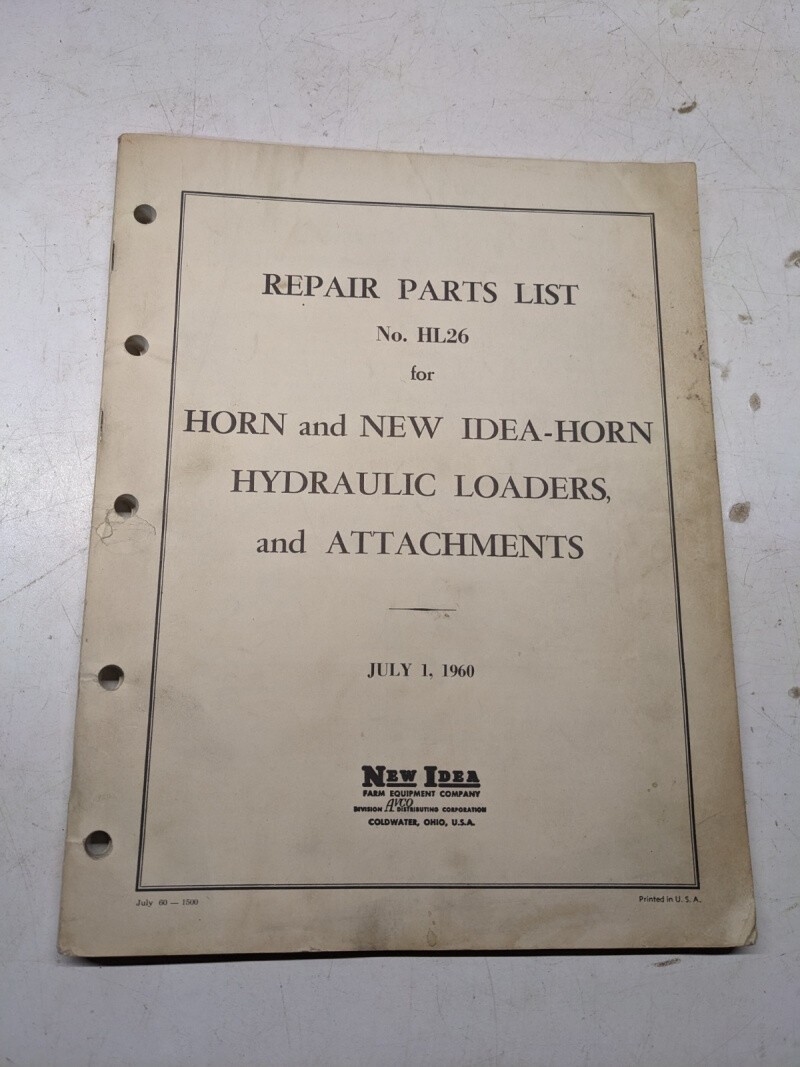 REPAIR PARTS LIST
No. HL26
for
HORN and NEW IDEA-HORN
HYDRAULIC LOADERS,
and ATTACHMENTS
JULY 1, 1960
NEW IDEA
FARM EQUIPMENT COMPANY
DIVISION AVCO DISTRIBUTING CORPORATION
COLDWATER, OHIO, U.S.A.
July 60 — 1500
Printed in U. S. A.